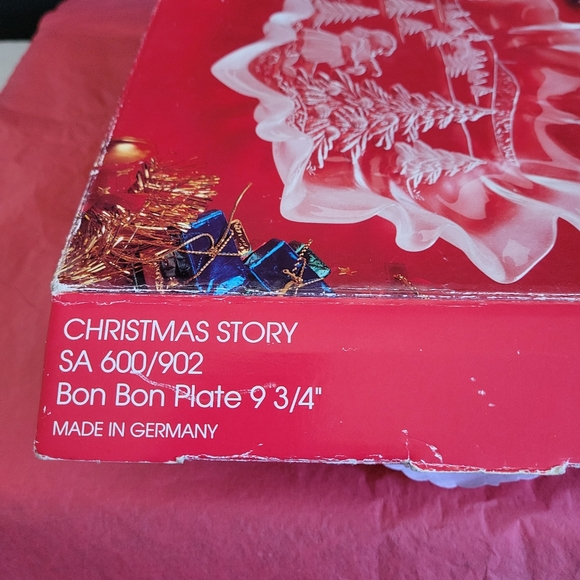 CHRISTMAS STORY
SA 600/902
Bon Bon Plate 9 3/4"
MADE IN GERMANY